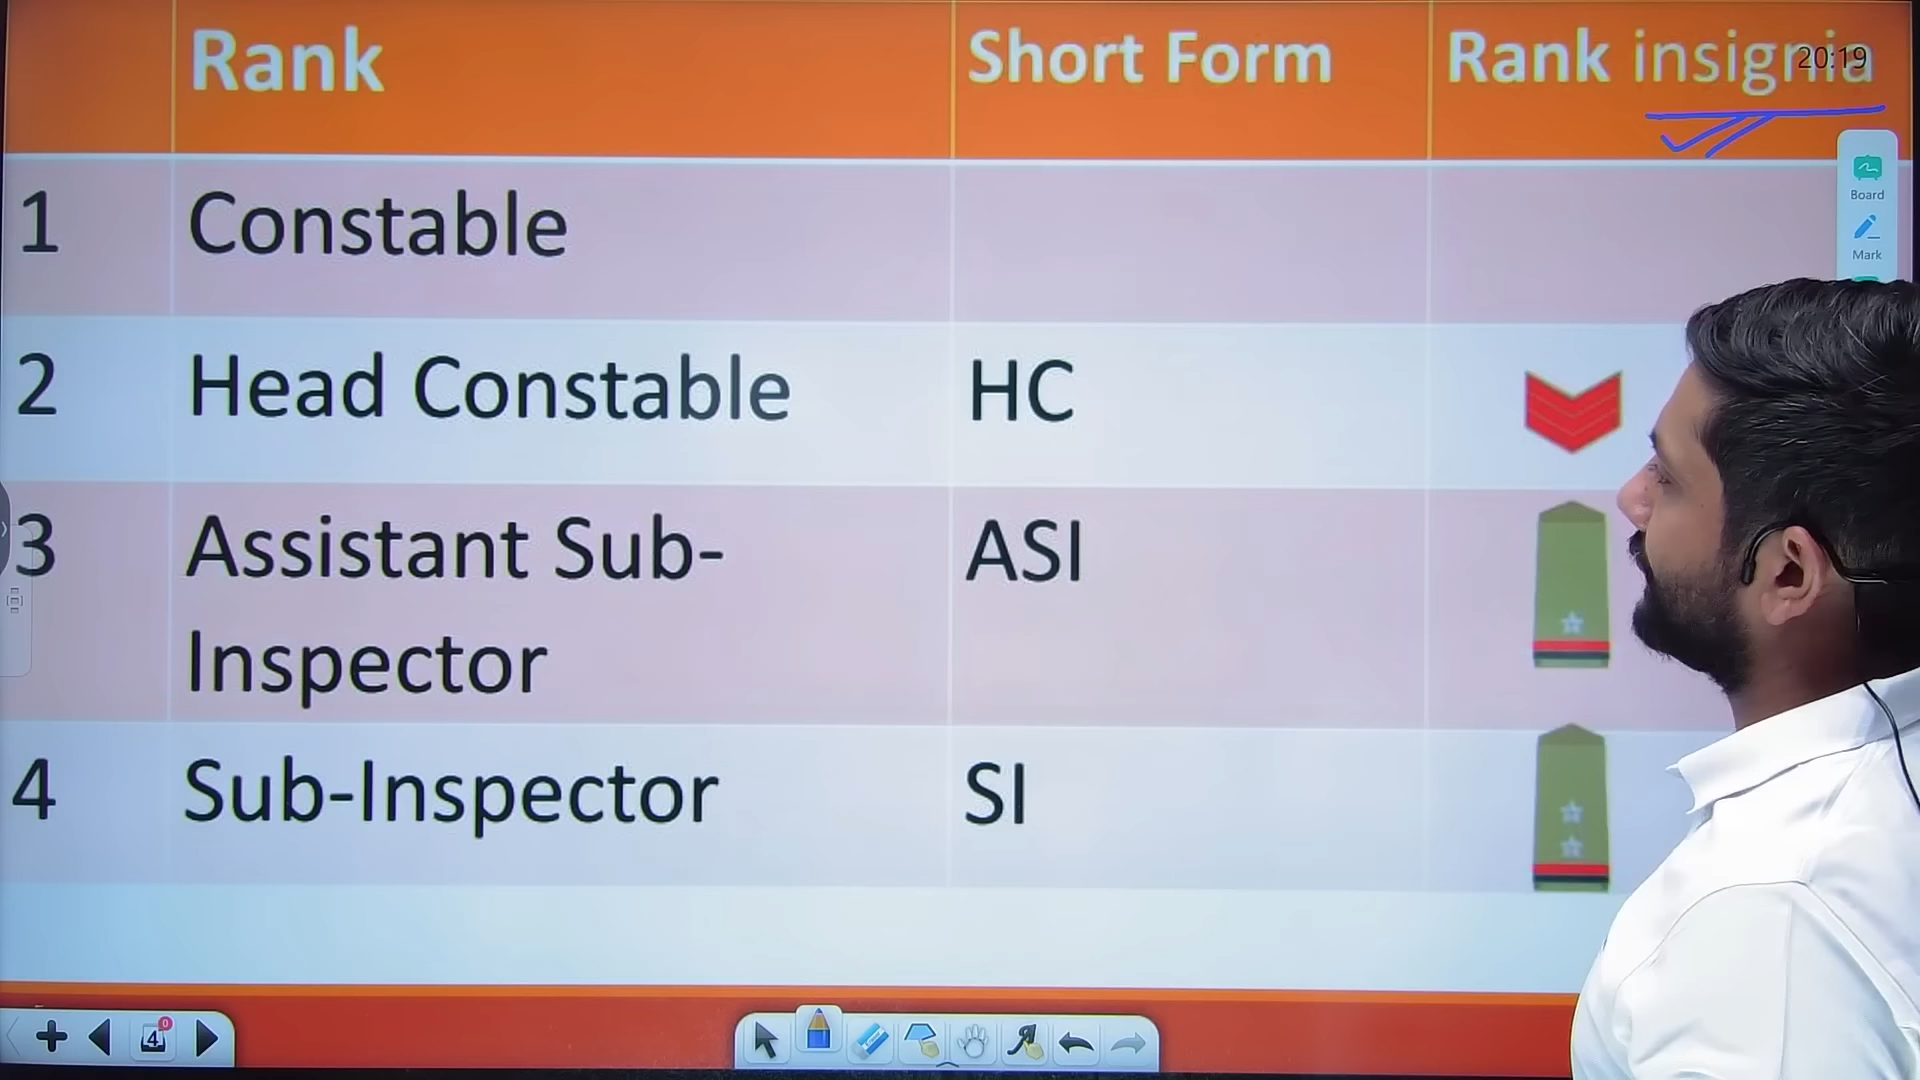 Rank Short Form Rank insignia
20:19
Board
Mark
1 Constable
2 Head Constable HC
3 Assistant Sub-
Inspector ASI
4 Sub-Inspector SI
4
0